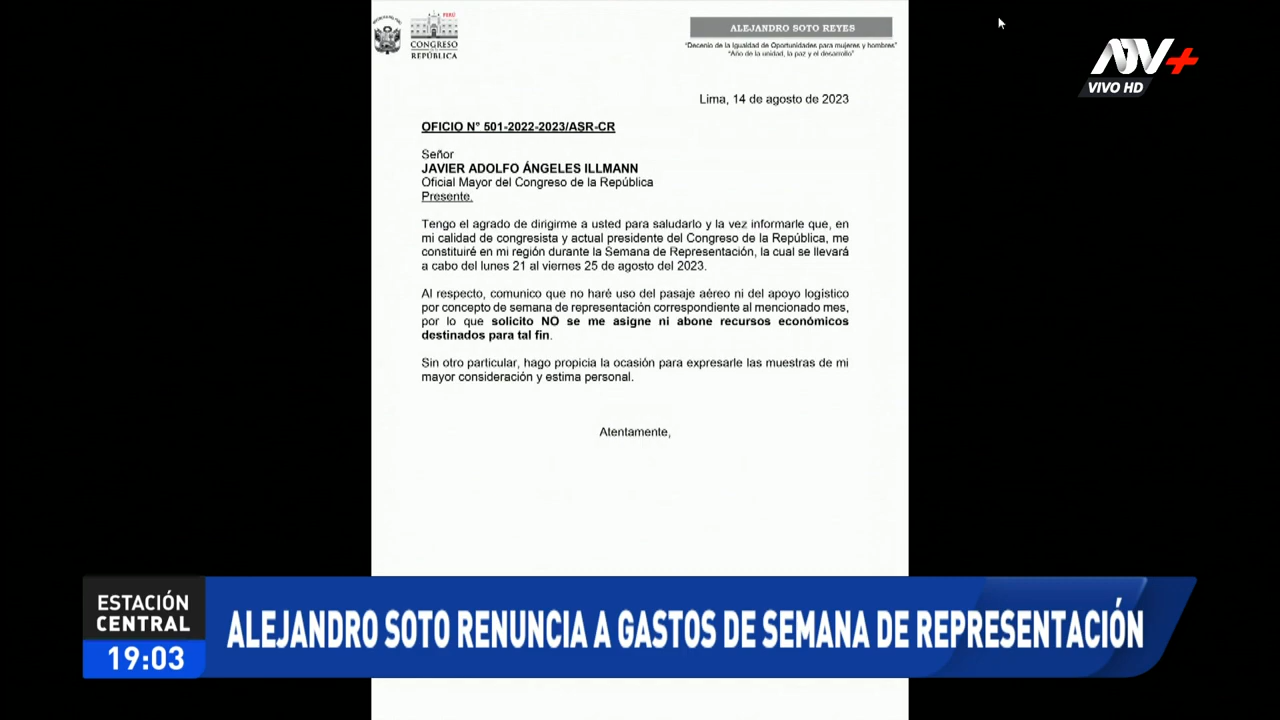 PERÚ
CONGRESO
REPÚBLICA
ALEJANDRO SOTO REYES
"Decenio de la Igualdad de Oportunidades para mujeres y hombres"
"Año de la unidad, la paz y el desarrollo"
ATV+
VIVO HD
Lima, 14 de agosto de 2023
OFICIO N° 501-2022-2023/ASR-CR
Señor
JAVIER ADOLFO ÁNGELES ILLMANN
Oficial Mayor del Congreso de la República
Presente.
Tengo el agrado de dirigirme a usted para saludarlo y la vez informarle que, en
mi calidad de congresista y actual presidente del Congreso de la República, me
constituiré en mi región durante la Semana de Representación, la cual se llevará
a cabo del lunes 21 al viernes 25 de agosto del 2023.
Al respecto, comunico que no haré uso del pasaje aéreo ni del apoyo logístico
por concepto de semana de representación correspondiente al mencionado mes,
por lo que solicito NO se me asigne ni abone recursos económicos
destinados para tal fin.
Sin otro particular, hago propicia la ocasión para expresarle las muestras de mi
mayor consideración y estima personal.
Atentamente,
ESTACIÓN
CENTRAL
19:03
ALEJANDRO SOTO RENUNCIA A GASTOS DE SEMANA DE REPRESENTACIÓN